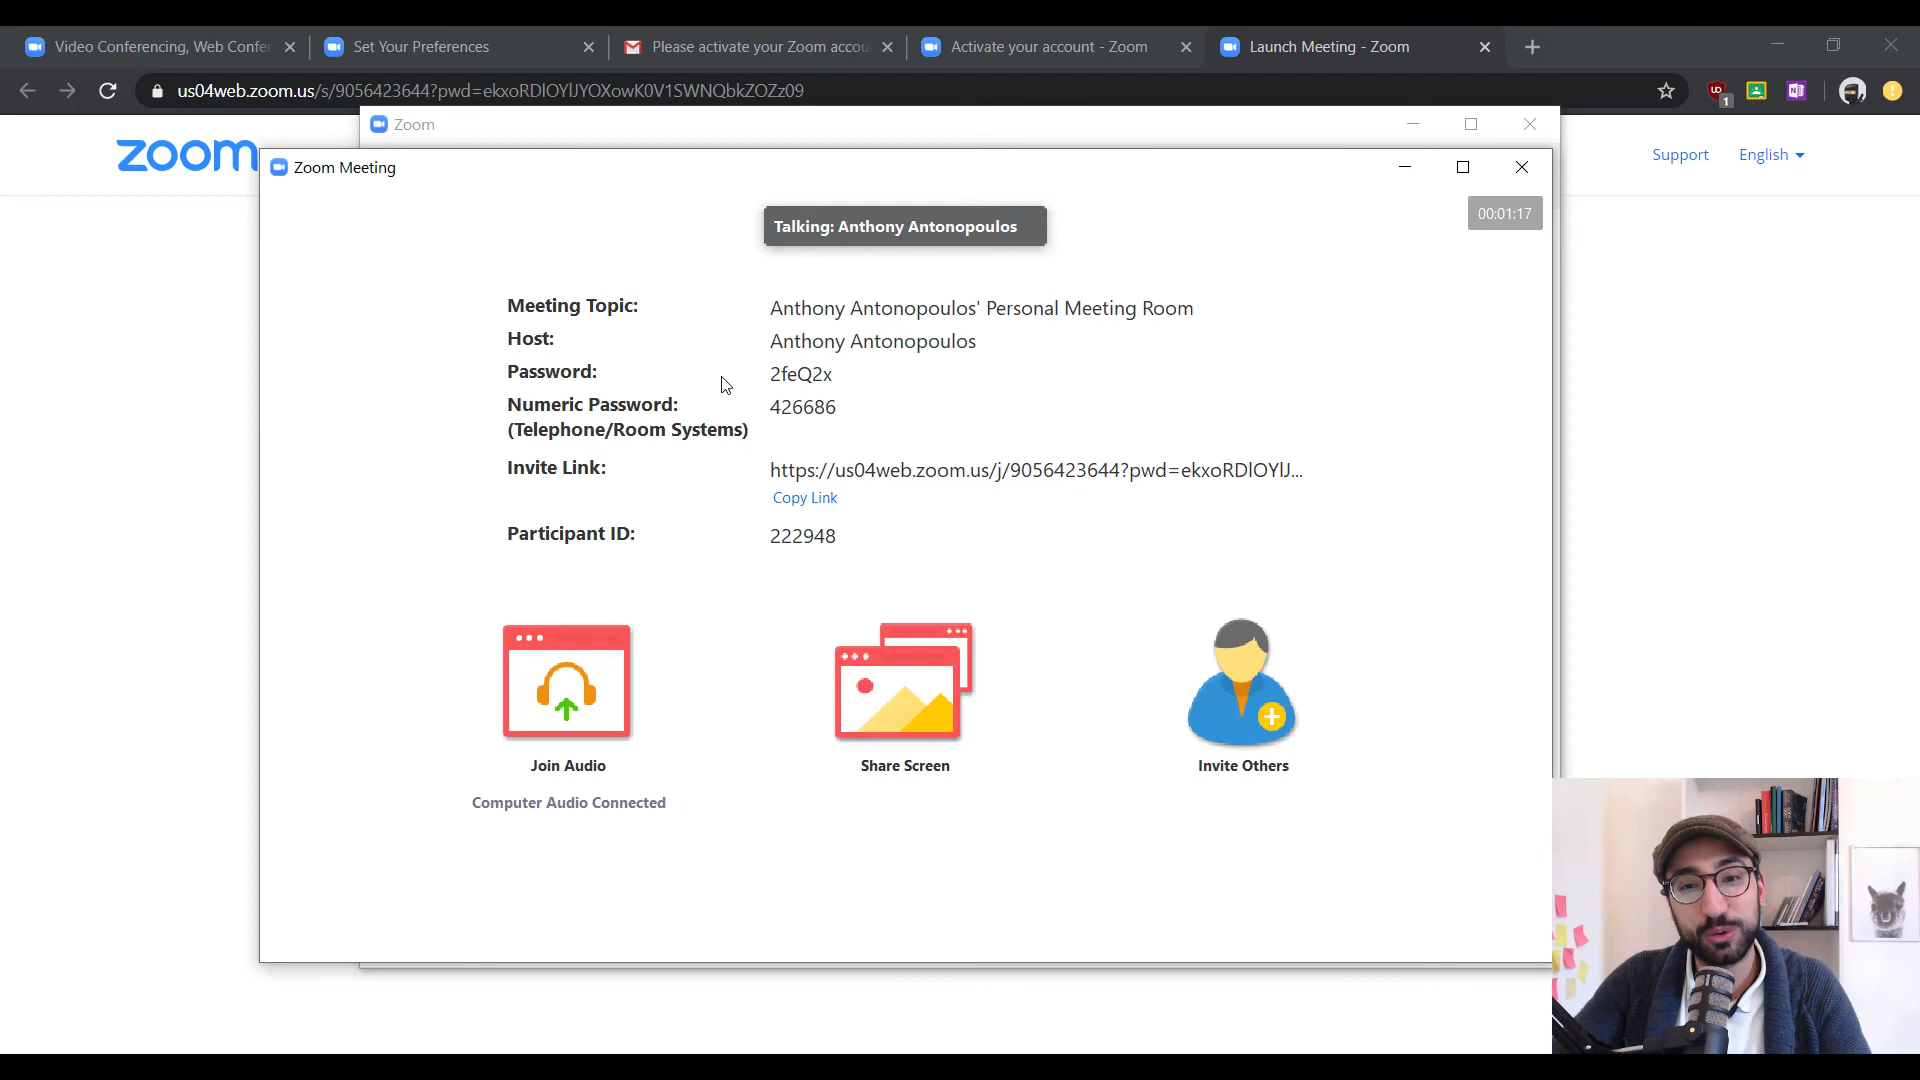 Video Conferencing, Web Confer
Set Your Preferences
Please activate your Zoom accou
Activate your account - Zoom
Launch Meeting - Zoom
us04web.zoom.us/s/9056423644?pwd=ekxoRDlOYlJYOXowK0V1SWNQbkZOZz09
1
zoom
Support
English
Zoom
Zoom Meeting
00:01:17
Talking: Anthony Antonopoulos
Meeting Topic: Anthony Antonopoulos' Personal Meeting Room
Host: Anthony Antonopoulos
Password: 2feQ2x
Numeric Password: 426686
(Telephone/Room Systems)
Invite Link: https://us04web.zoom.us/j/9056423644?pwd=ekxoRDlOYlJ...
Copy Link
Participant ID: 222948
Join Audio
Share Screen
Invite Others
Computer Audio Connected